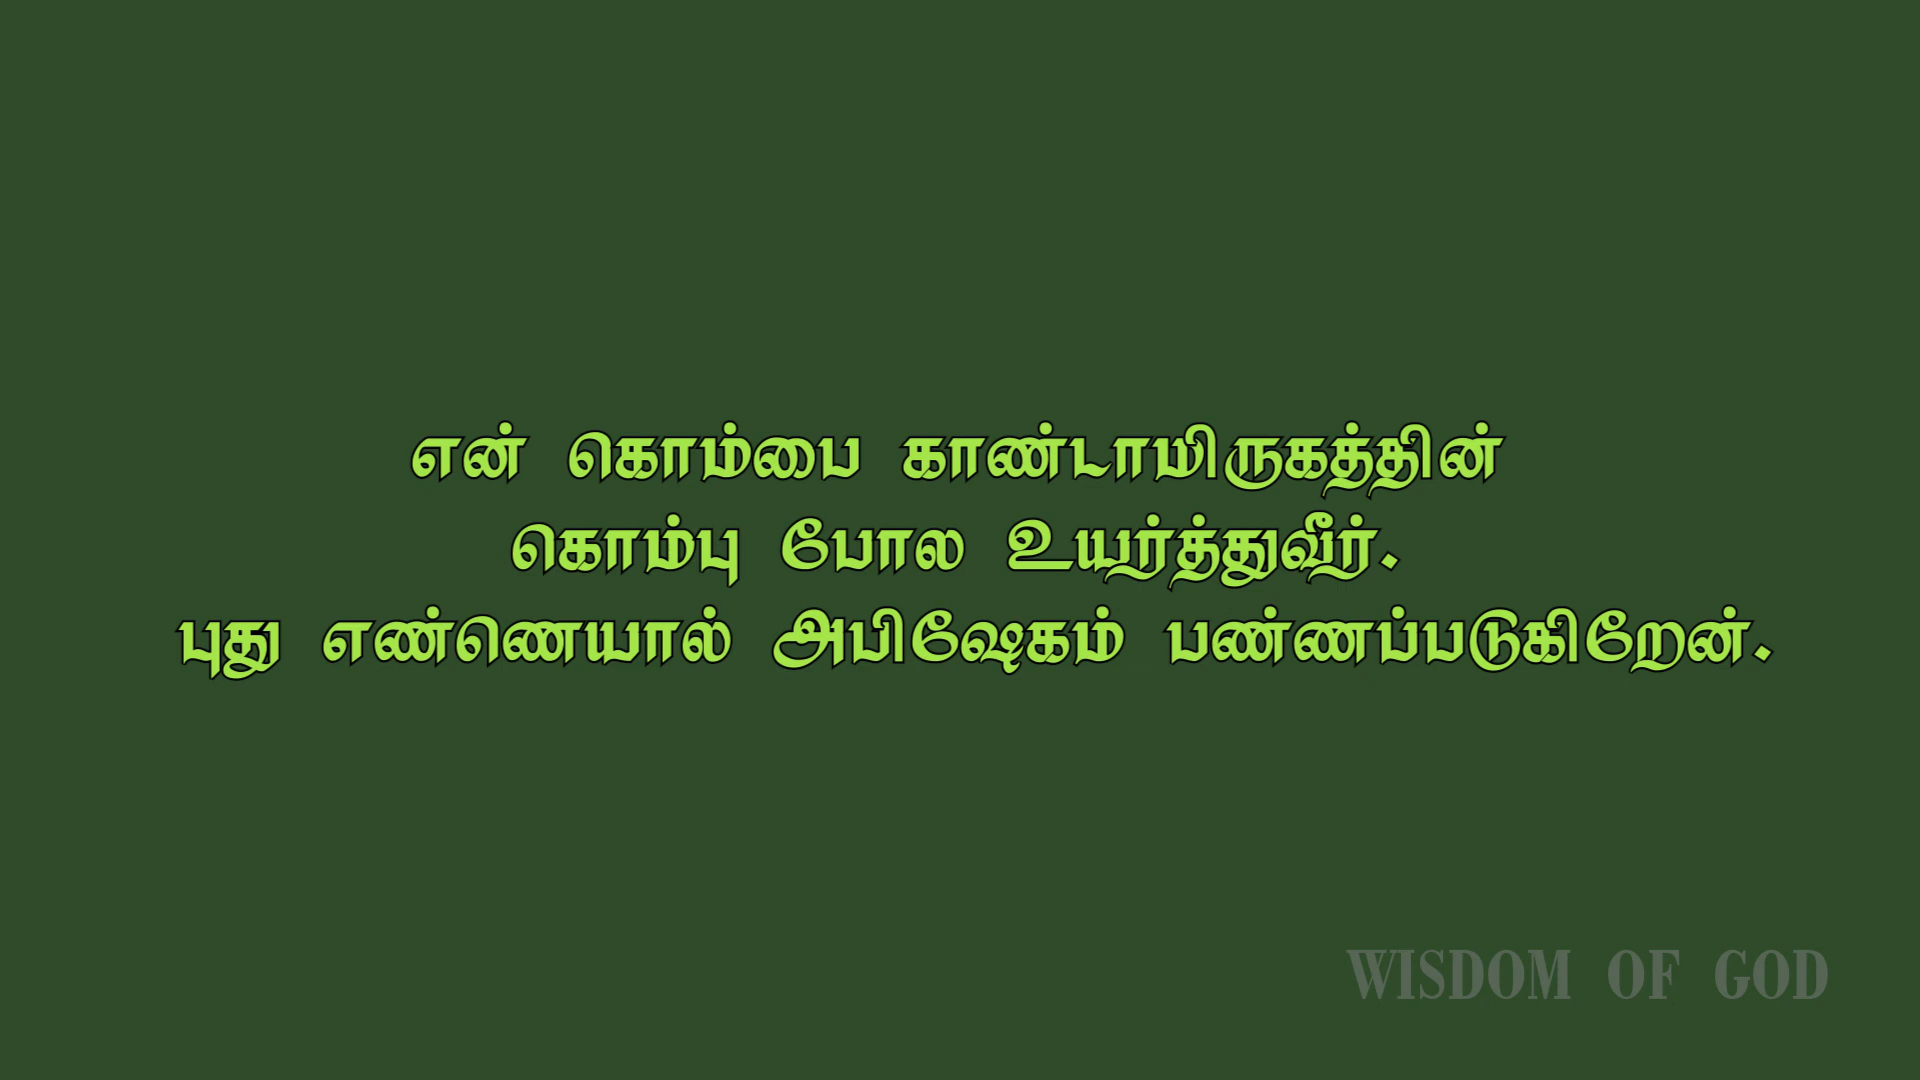 என் கொம்பை காண்டாமிருகத்தின்
கொம்பு போல உயர்த்துவீர்.
புது எண்ணெயால் அபிஷேகம் பண்ணப்படுகிறேன்.
WISDOM OF GOD